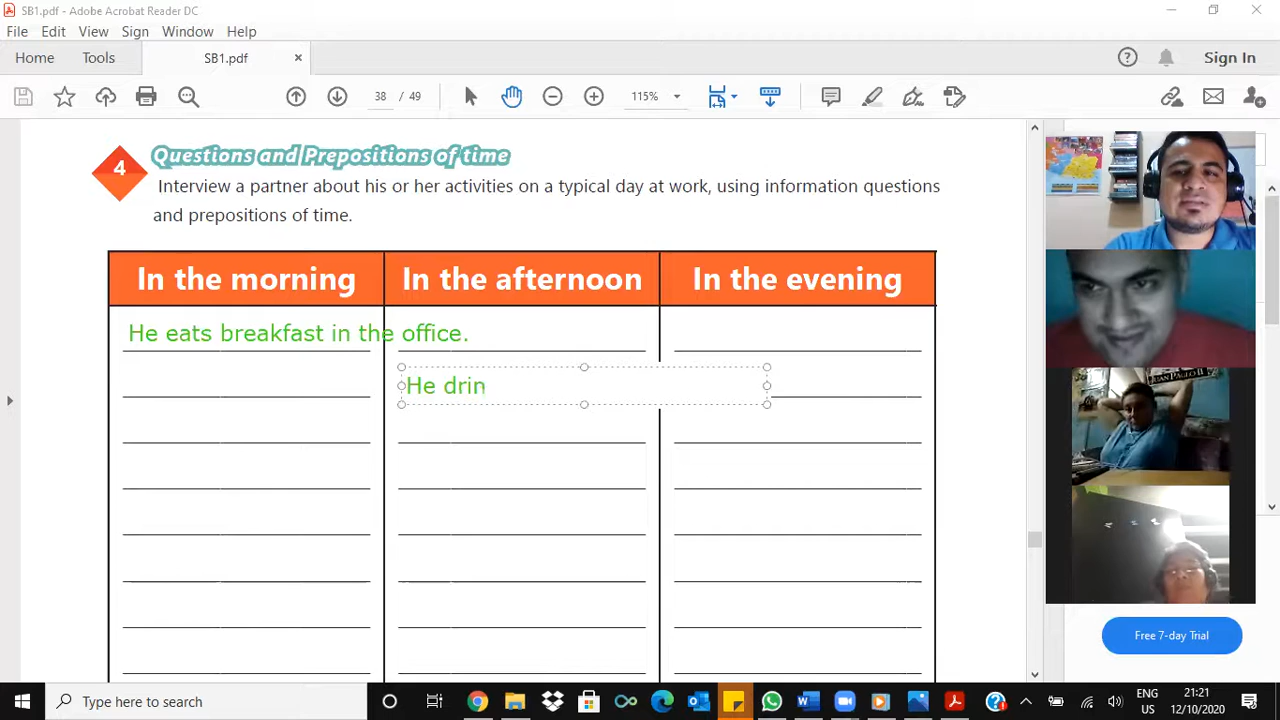 SB1.pdf - Adobe Acrobat Reader DC
File Edit View Sign Window Help
Home Tools SB1.pdf × Sign In
38 / 49 115%
4 Questions and Prepositions of time
Interview a partner about his or her activities on a typical day at work, using information questions
and prepositions of time.
In the morning In the afternoon In the evening
He eats breakfast in the office.
He drin
JUAN PABLO II
Free 7-day Trial
Type here to search
ENG 21:21
US 12/10/2020